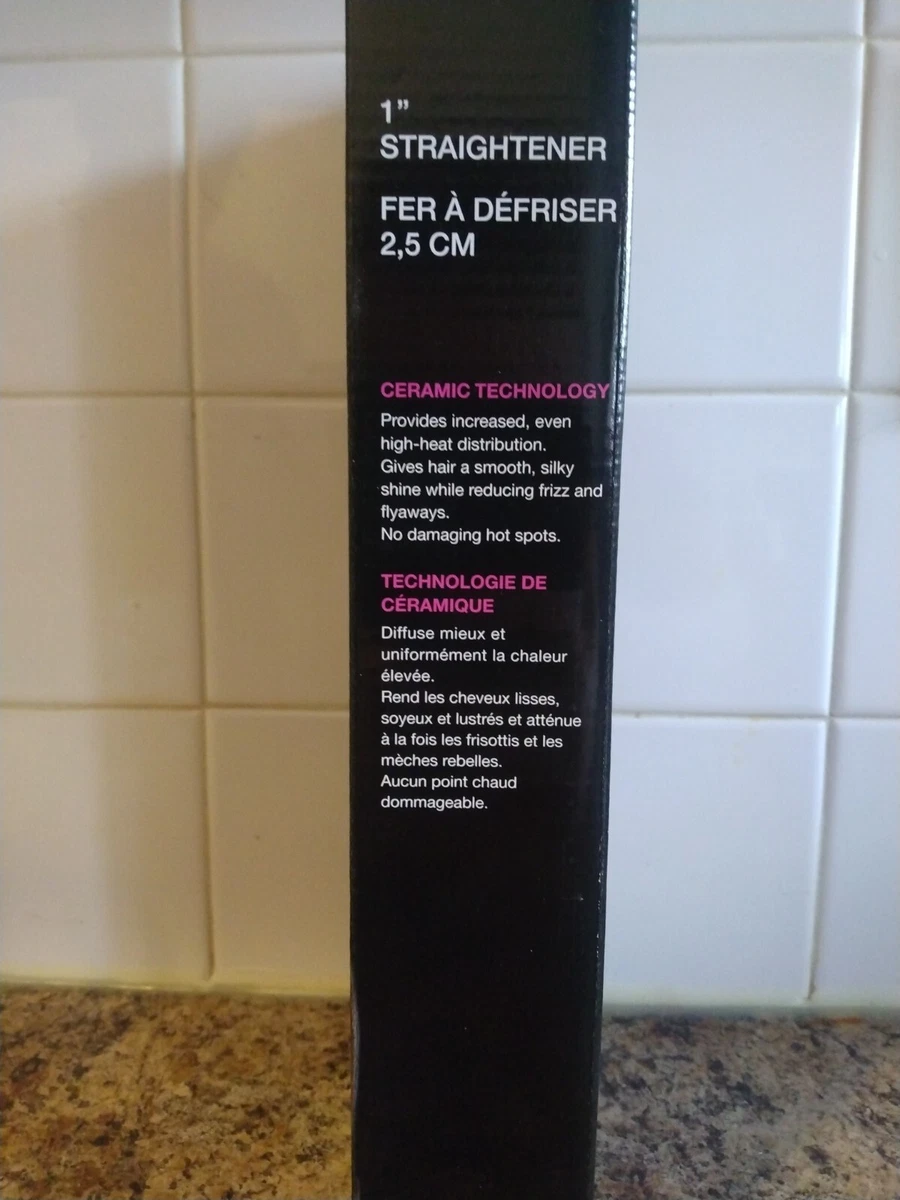 1”
STRAIGHTENER
FER À DÉFRISER
2,5 CM
CERAMIC TECHNOLOGY
Provides increased, even
high-heat distribution.
Gives hair a smooth, silky
shine while reducing frizz and
flyaways.
No damaging hot spots.
TECHNOLOGIE DE
CÉRAMIQUE
Diffuse mieux et
uniformément la chaleur
élevée.
Rend les cheveux lisses,
soyeux et lustrés et atténue
à la fois les frisottis et les
mèches rebelles.
Aucun point chaud
dommageable.